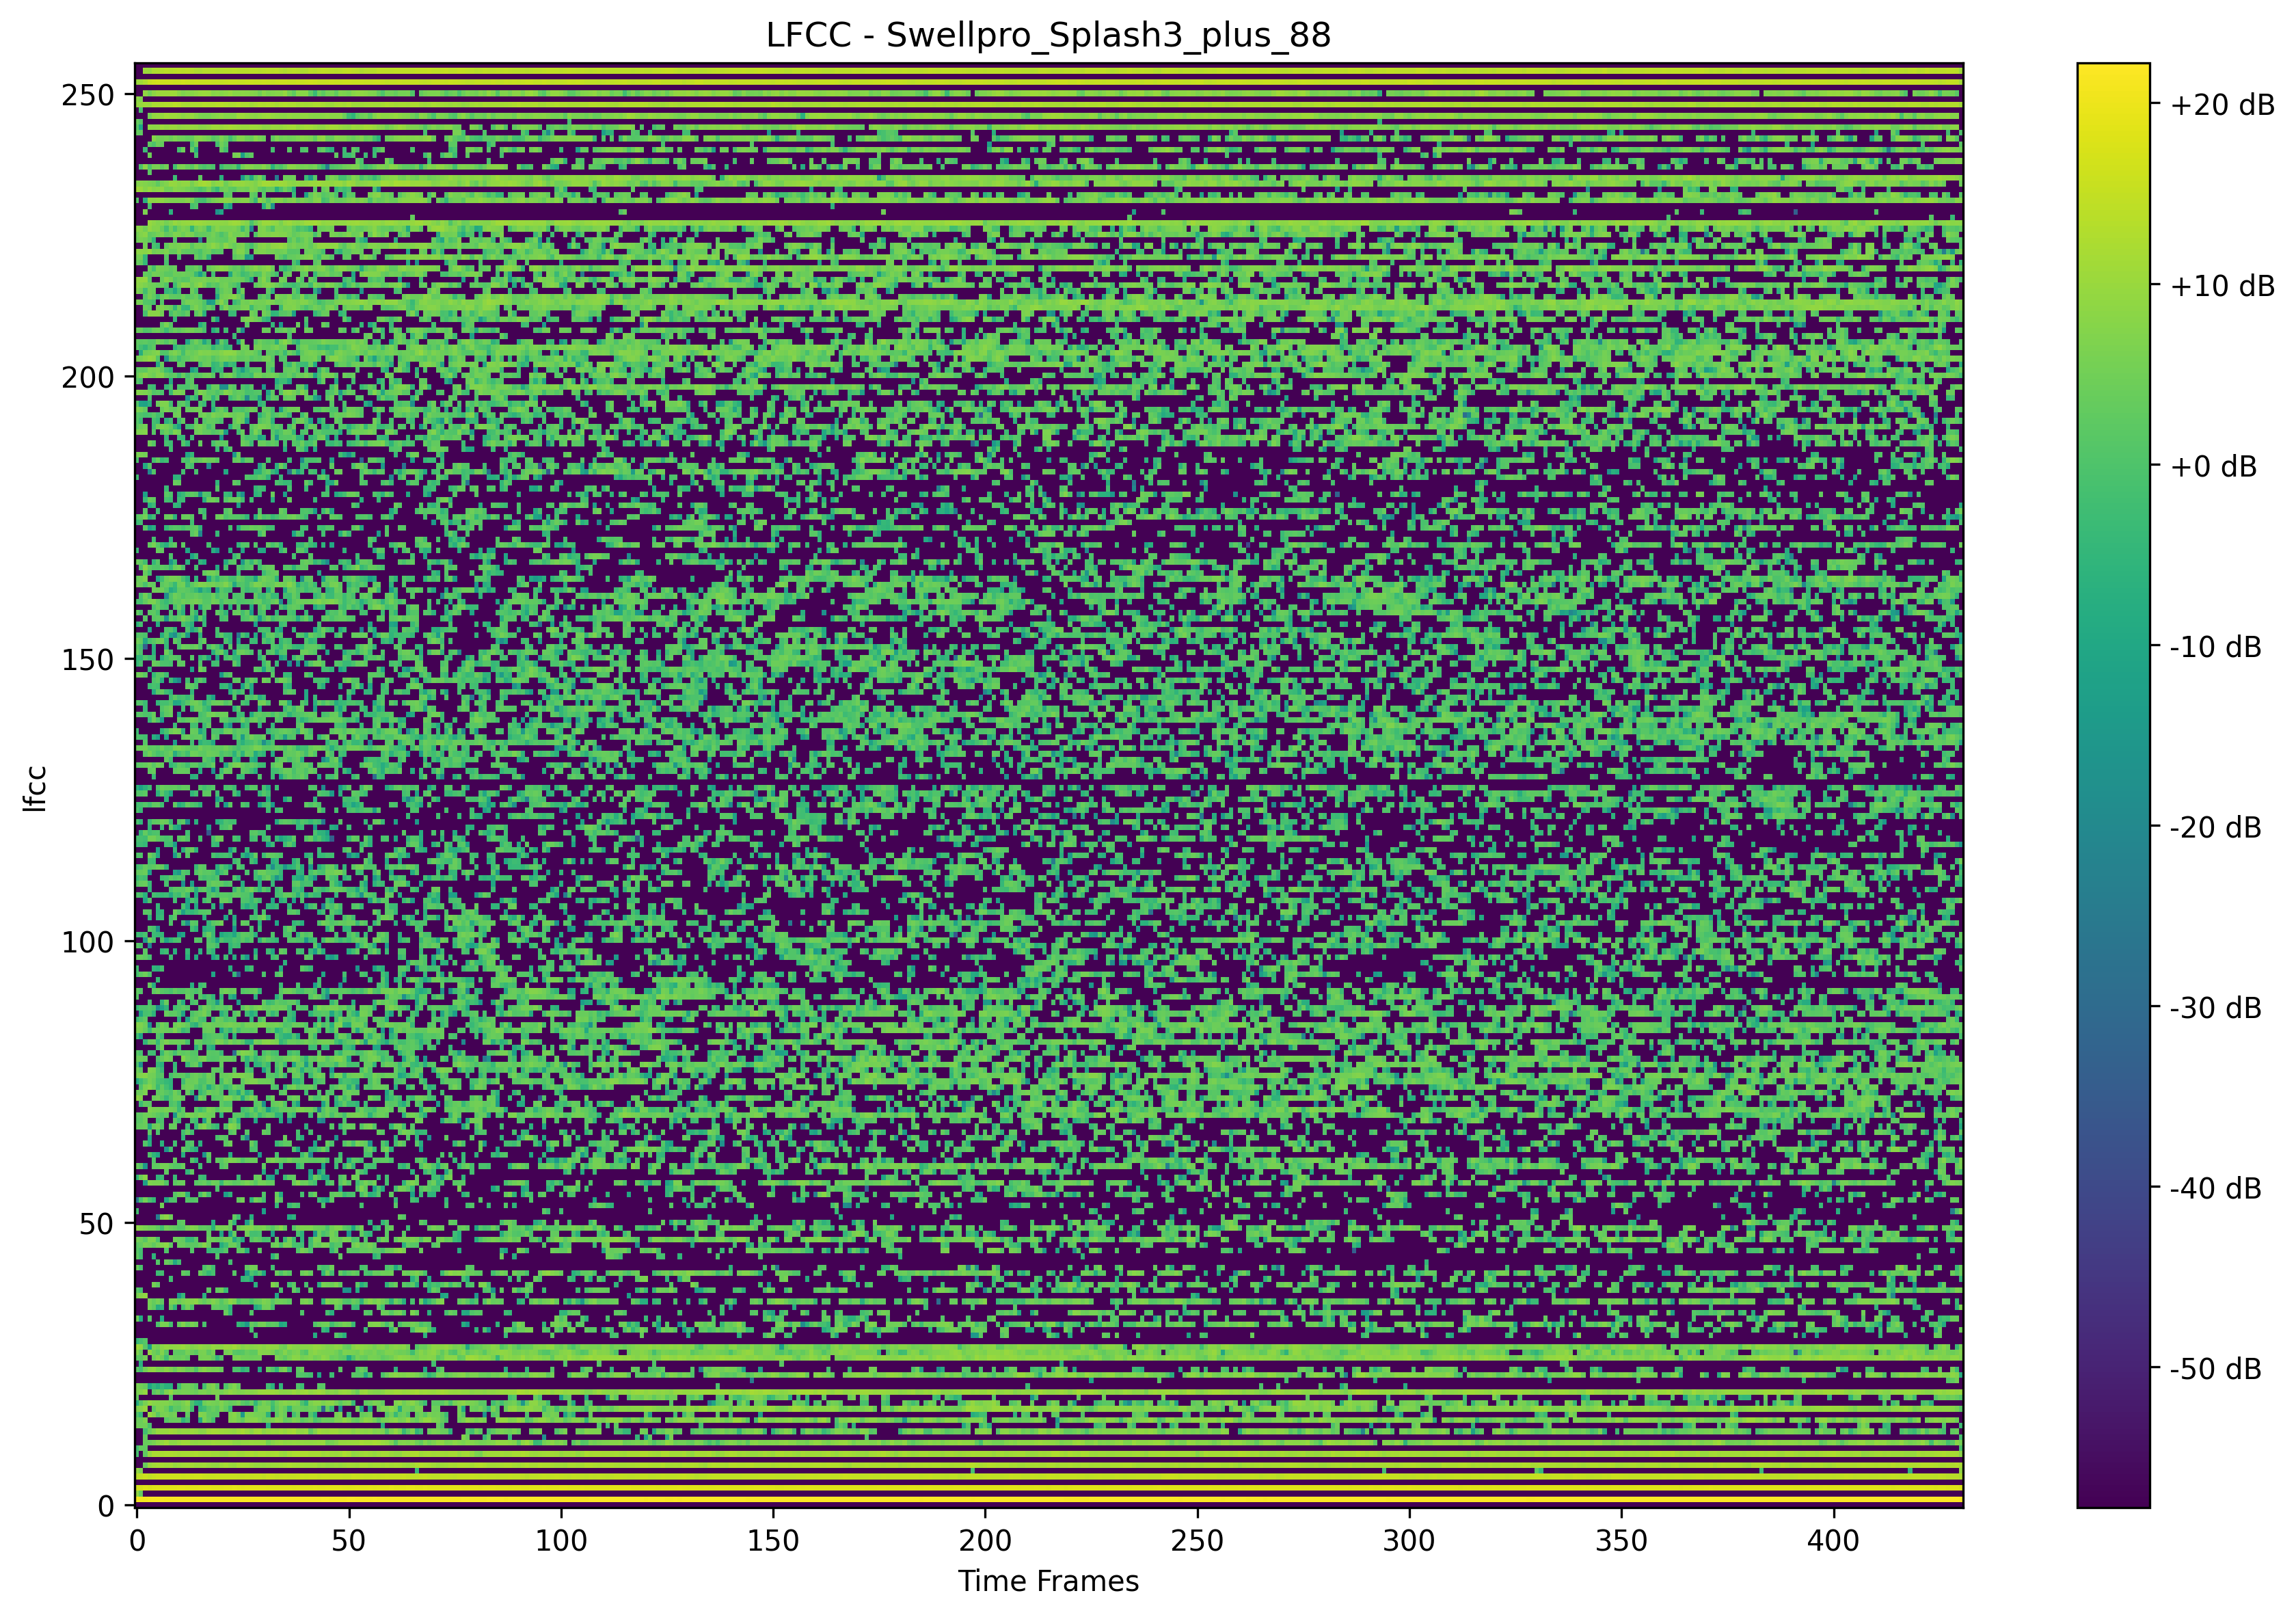 LFCC - Swellpro_Splash3_plus_88
lfcc
250
200
150
100
50
0
0 50 100 150 200 250 300 350 400
Time Frames
+20 dB
+10 dB
+0 dB
-10 dB
-20 dB
-30 dB
-40 dB
-50 dB